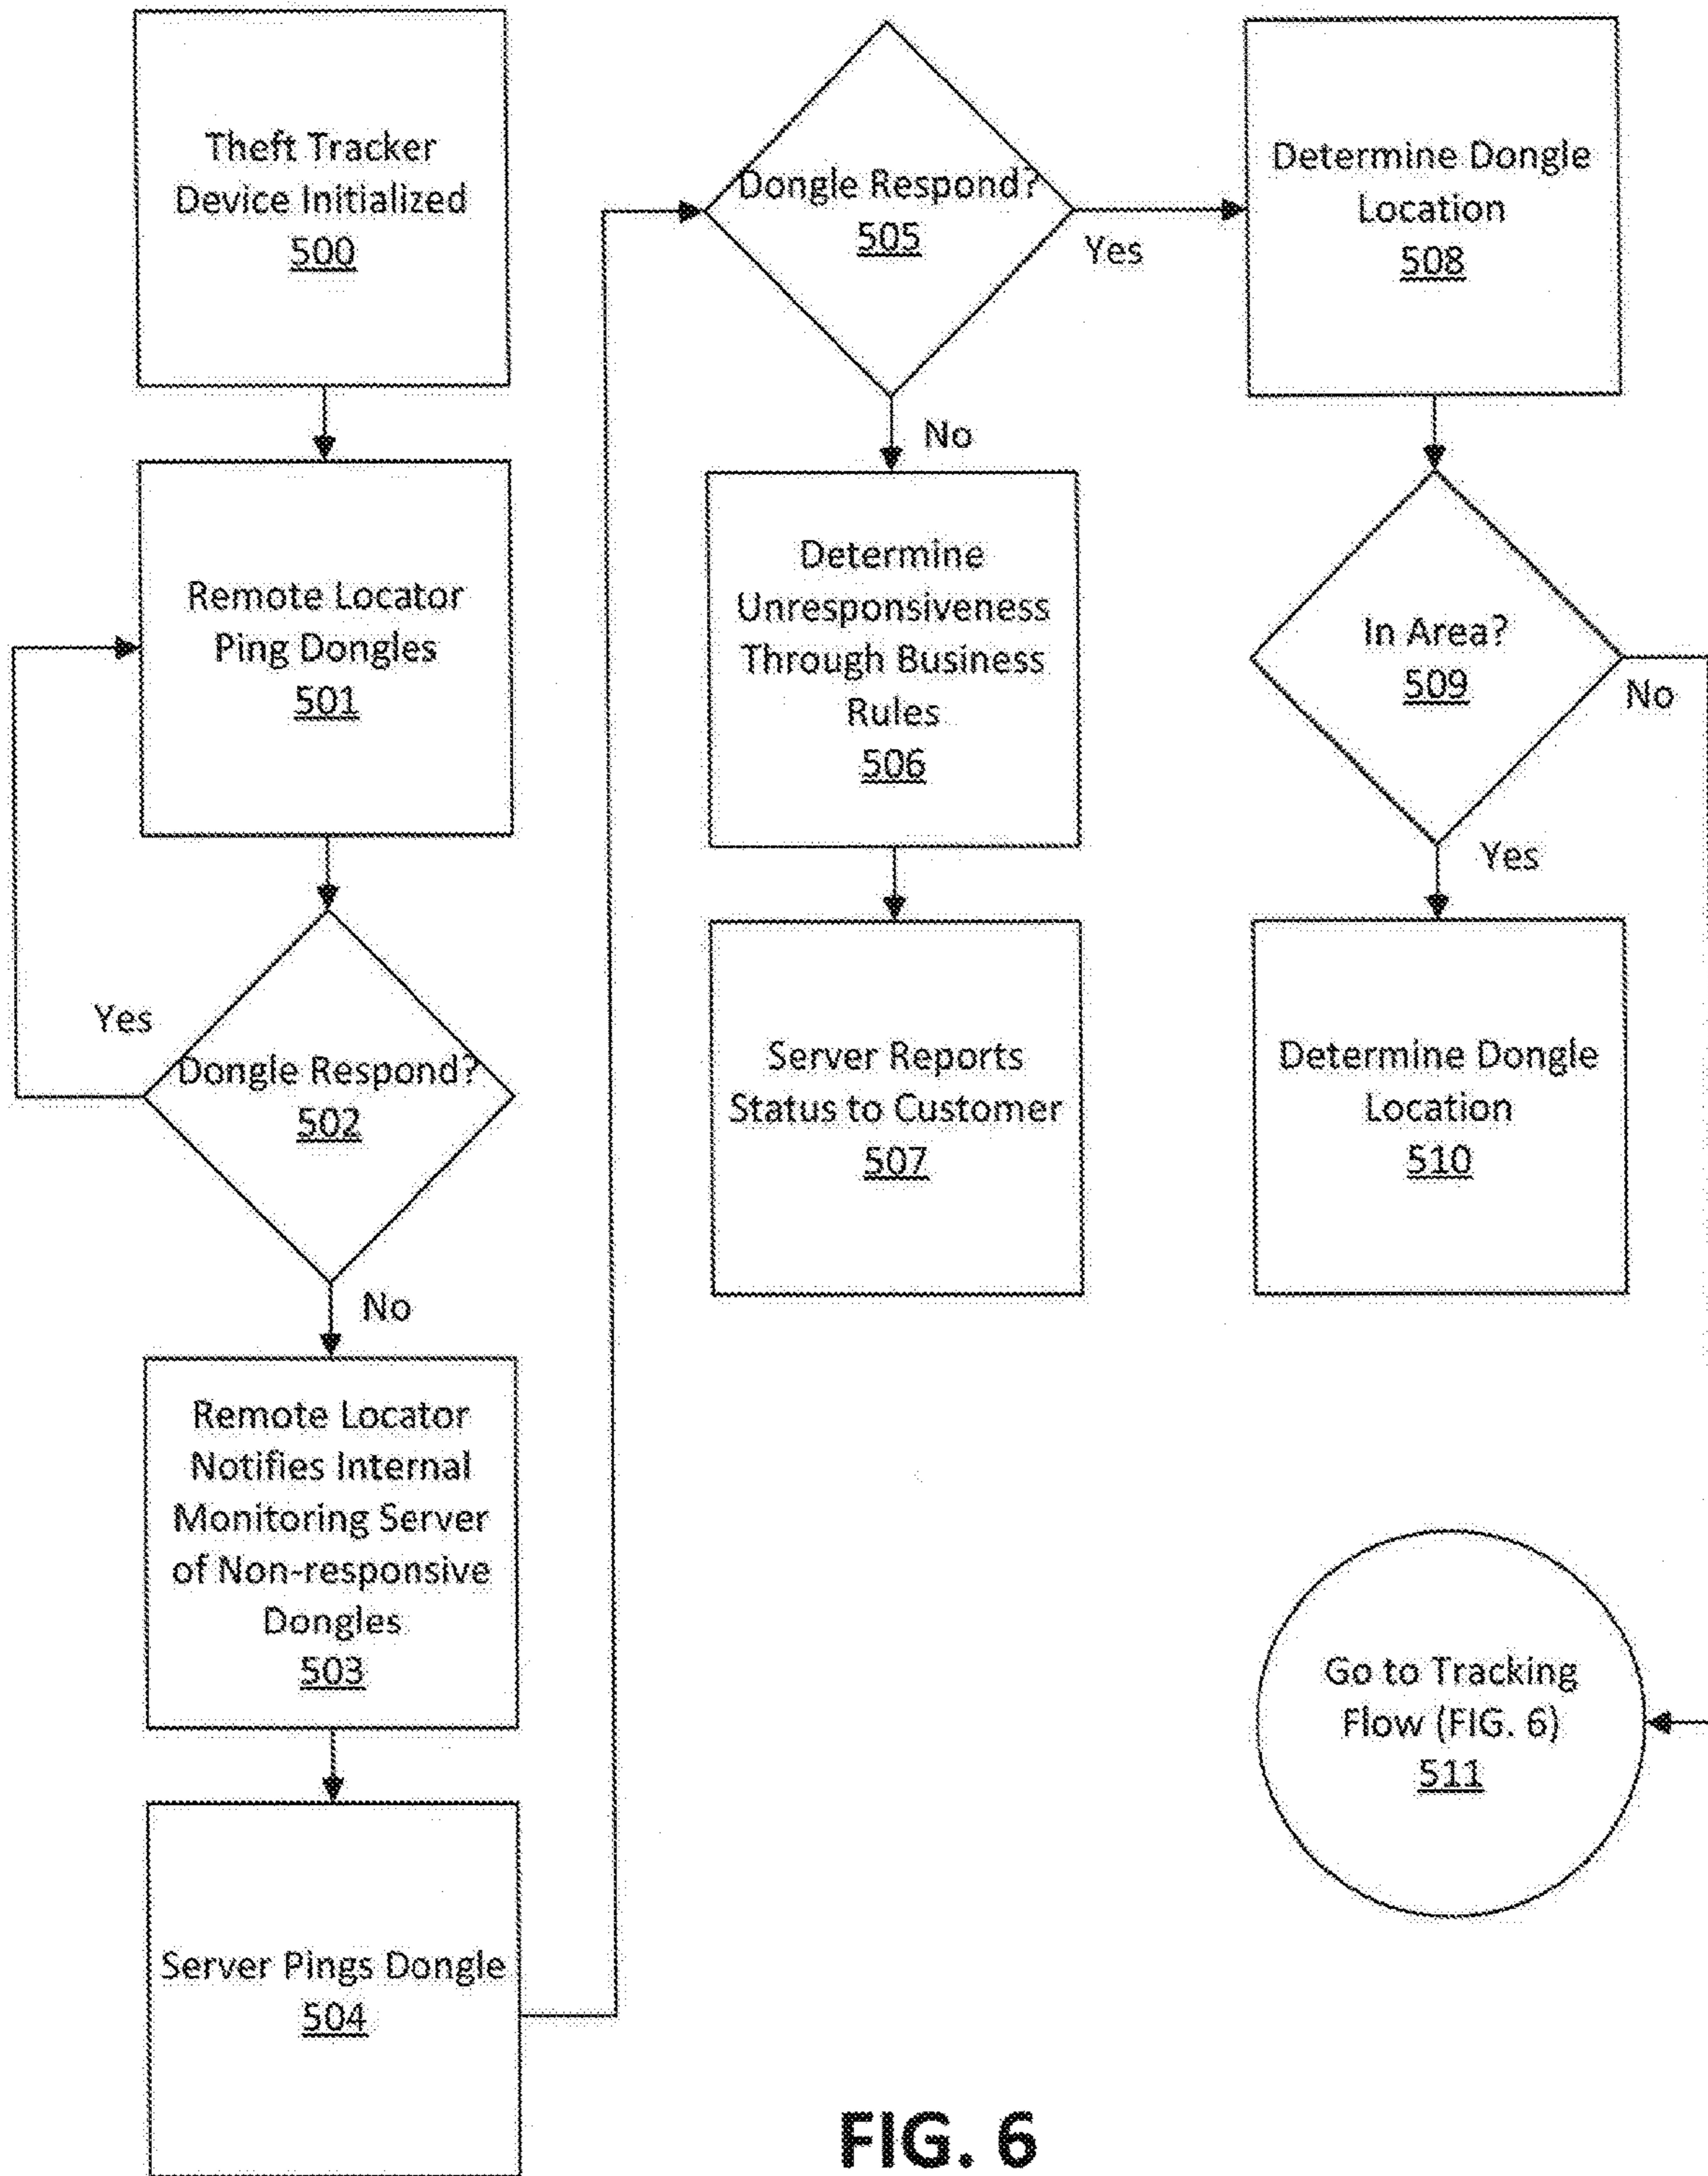 Theft Tracker
Device Initialized
500
Remote Locator
Ping Dongles
501
Yes
Dongle Respond?
502
No
Remote Locator
Notifies Internal
Monitoring Server
of Non-responsive
Dongles
503
Server Pings Dongle
504
Dongle Respond?
505
Yes
No
Determine
Unresponsiveness
Through Business
Rules
506
Server Reports
Status to Customer
507
Determine Dongle
Location
508
In Area?
509
No
Yes
Determine Dongle
Location
510
Go to Tracking
Flow (FIG. 6)
511
FIG. 6